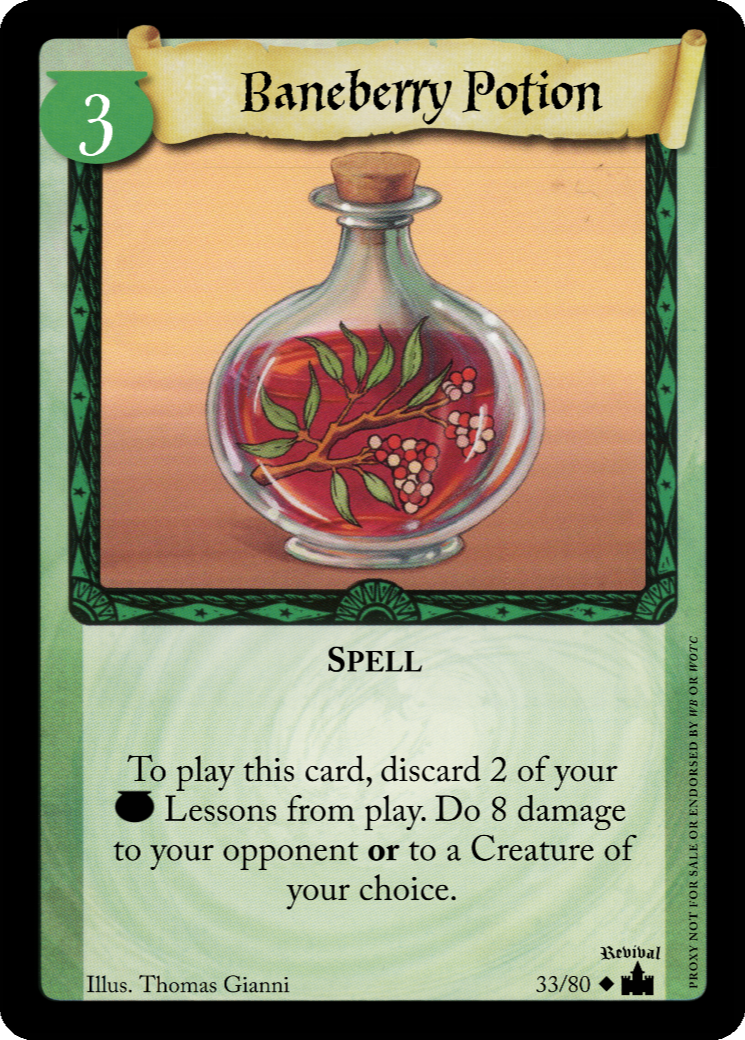 3
Baneberry Potion
SPELL
To play this card, discard 2 of your
Lessons from play. Do 8 damage
to your opponent or to a Creature of
your choice.
PROXY NOT FOR SALE OR ENDORSED BY WB OR WOTC
Revival
Illus. Thomas Gianni
33/80